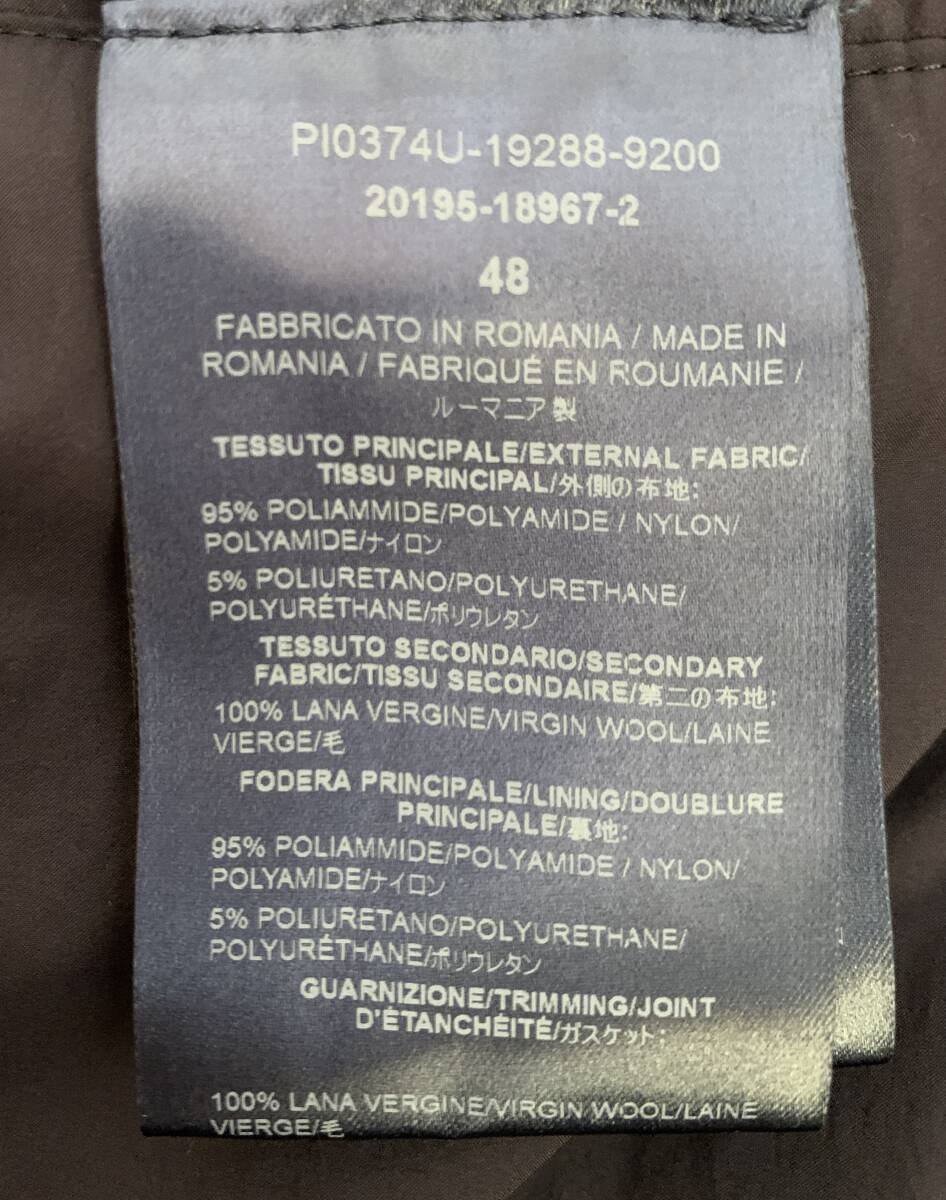 PI0374U-19288-9200
20195-18967-2
48
FABBRICATO IN ROMANIA / MADE IN
ROMANIA / FABRIQUÉ EN ROUMANIE /
ルーマニア製
TESSUTO PRINCIPALE/EXTERNAL FABRIC/
TISSU PRINCIPAL/外側の布地:
95% POLIAMMIDE/POLYAMIDE / NYLON/
POLYAMIDE/ナイロン
5% POLIURETANO/POLYURETHANE/
POLYURÉTHANE/ポリウレタン
TESSUTO SECONDARIO/SECONDARY
FABRIC/TISSU SECONDAIRE/第二の布地:
100% LANA VERGINE/VIRGIN WOOL/LAINE
VIERGE/毛
FODERA PRINCIPALE/LINING/DOUBLURE
PRINCIPALE/裏地:
95% POLIAMMIDE/POLYAMIDE / NYLON/
POLYAMIDE/ナイロン
5% POLIURETANO/POLYURETHANE/
POLYURÉTHANE/ポリウレタン
GUARNIZIONE/TRIMMING/JOINT
D'ÉTANCHÉITÉ/ガスケット:
100% LANA VERGINE/VIRGIN WOOL/LAINE
VIERGE/毛